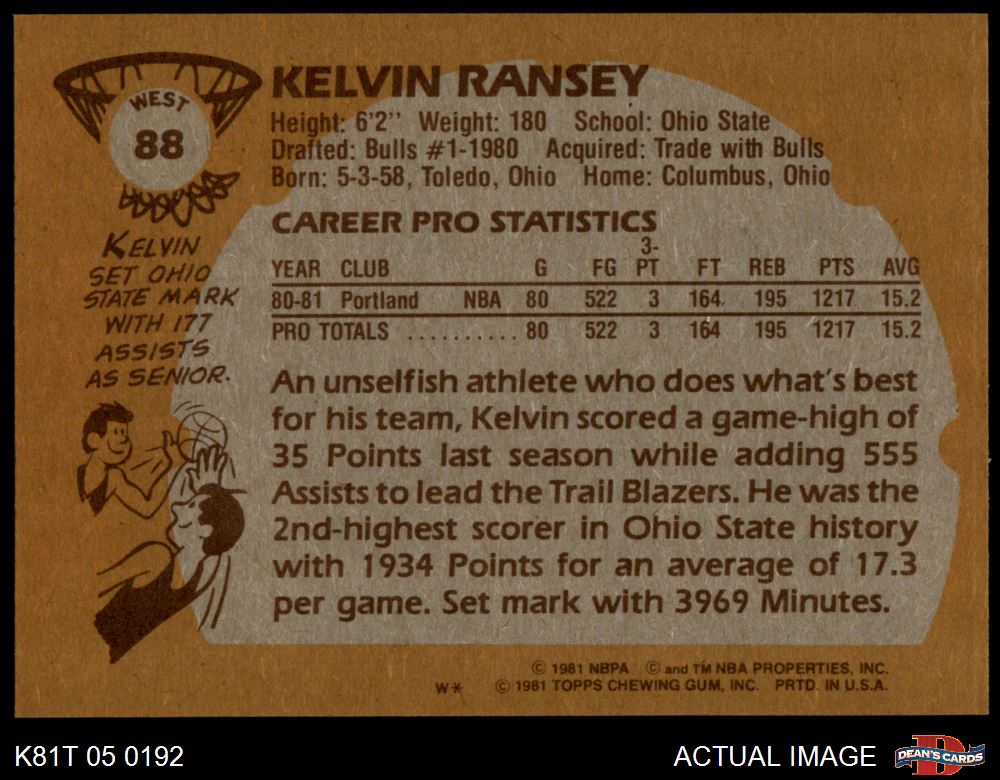 WEST
88
KELVIN RANSEY
Height: 6'2'' Weight: 180 School: Ohio State
Drafted: Bulls #1-1980 Acquired: Trade with Bulls
Born: 5-3-58, Toledo, Ohio Home: Columbus, Ohio
KELVIN
SET OHIO
STATE MARK
WITH 177
ASSISTS
AS SENIOR.
CAREER PRO STATISTICS
3-
YEAR CLUB G FG PT FT REB PTS AVG
80-81 Portland NBA 80 522 3 164 195 1217 15.2
PRO TOTALS .......... 80 522 3 164 195 1217 15.2
An unselfish athlete who does what's best
for his team, Kelvin scored a game-high of
35 Points last season while adding 555
Assists to lead the Trail Blazers. He was the
2nd-highest scorer in Ohio State history
with 1934 Points for an average of 17.3
per game. Set mark with 3969 Minutes.
© 1981 NBPA © and TM NBA PROPERTIES, INC.
W* © 1981 TOPPS CHEWING GUM, INC. PRTD. IN U.S.A.
K81T 05 0192
ACTUAL IMAGE
D
DEAN'S CARDS